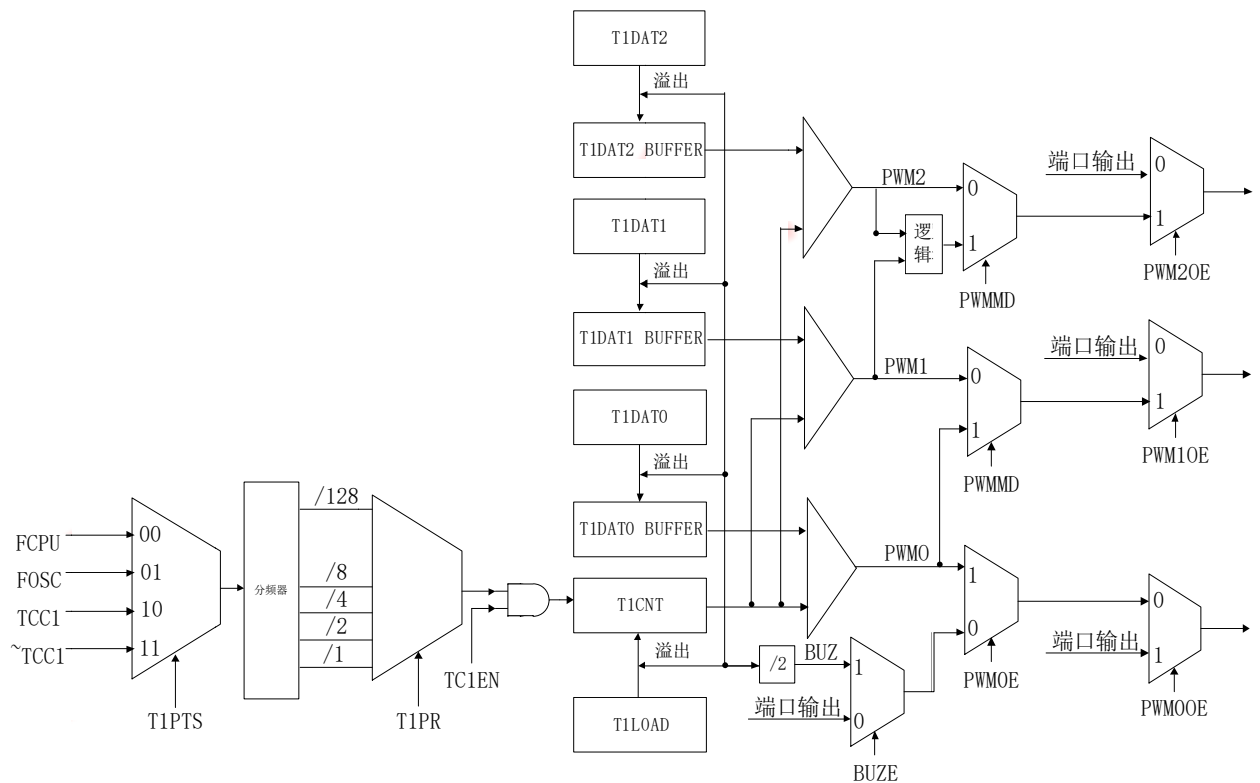 T1DAT2
溢出
T1DAT2 BUFFER
PWM2
0
1
逻辑
PWMMD
端口输出
0
1
PWM2OE
T1DAT1
溢出
T1DAT1 BUFFER
PWM1
0
1
PWMMD
端口输出
0
1
PWM1OE
T1DAT0
溢出
T1DAT0 BUFFER
PWM0
1
0
PWM0E
0
端口输出
1
PWM0OE
FCPU
FOSC
TCC1
~TCC1
00
01
10
11
T1PTS
分频器
/128
/8
/4
/2
/1
T1PR
TC1EN
T1CNT
溢出
T1LOAD
/2
BUZ
1
端口输出
0
BUZE